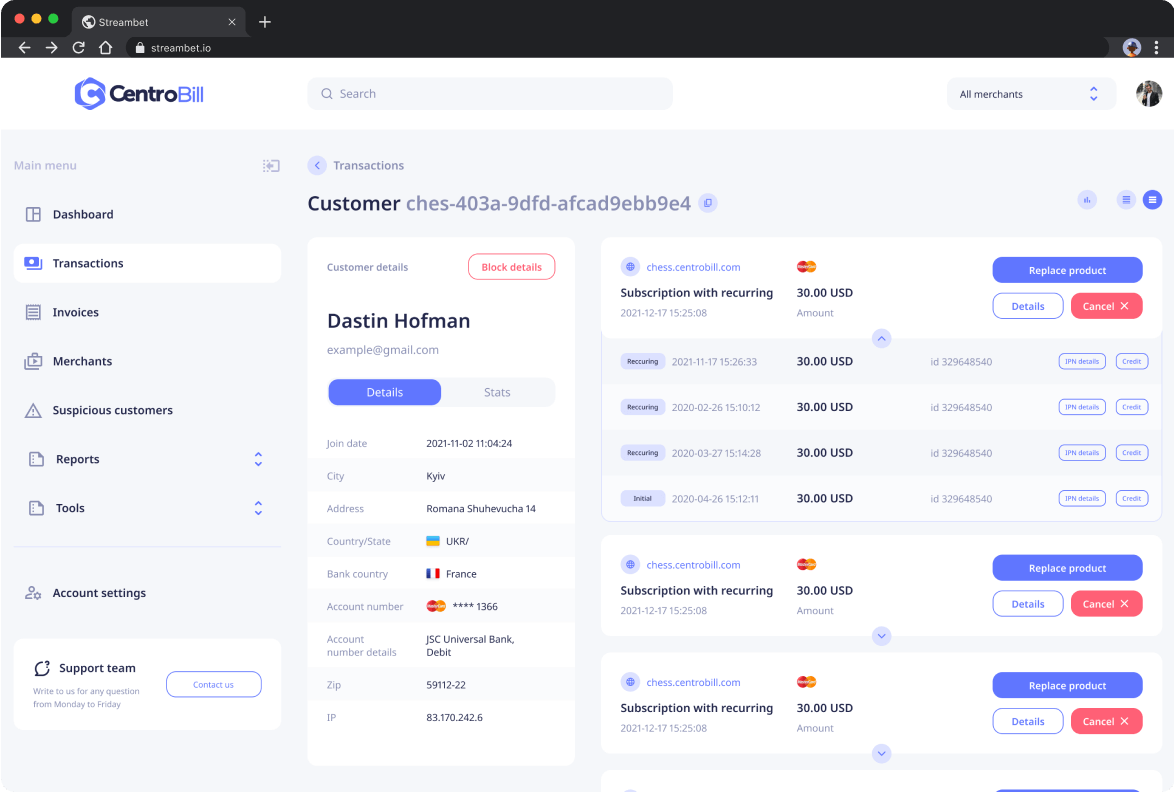 Streambet
streambet.io
CentroBill
Search
All merchants
Main menu
Dashboard
Transactions
Invoices
Merchants
Suspicious customers
Reports
Tools
Account settings
Support team
Write to us for any question
from Monday to Friday
Contact us
Transactions
Customer ches-403a-9dfd-afcad9ebb9e4
Customer details
Block details
Dastin Hofman
example@gmail.com
Details
Stats
Join date 2021-11-02 11:04:24
City Kyiv
Address Romana Shuhevucha 14
Country/State UKR/
Bank country France
Account number **** 1366
Account JSC Universal Bank,
number details Debit
Zip 59112-22
IP 83.170.242.6
chess.centrobill.com
Replace product
Subscription with recurring 30.00 USD
2021-12-17 15:25:08 Amount
Details Cancel
Reccuring 2021-11-17 15:26:33 30.00 USD id 329648540 IPN details Credit
Reccuring 2020-02-26 15:10:12 30.00 USD id 329648540 IPN details Credit
Reccuring 2020-03-27 15:14:28 30.00 USD id 329648540 IPN details Credit
Initial 2020-04-26 15:12:11 30.00 USD id 329648540 IPN details Credit
chess.centrobill.com
Replace product
Subscription with recurring 30.00 USD
2021-12-17 15:25:08 Amount
Details Cancel
chess.centrobill.com
Replace product
Subscription with recurring 30.00 USD
2021-12-17 15:25:08 Amount
Details Cancel